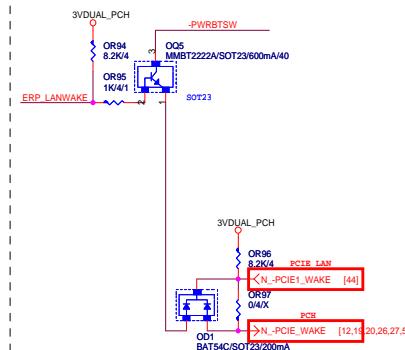 3VDUAL_PCH
-PWRBTSW
OR94
8.2K/4
OQ5
MMBT2222A/SOT23/600mA/40
3
OR95
1K/4/1
SOT23
ERP_LANWAKE
2
1
3VDUAL_PCH
OR96
8.2K/4
PCIE LAN
N_-PCIE1_WAKE [44]
OR97
0/4/X
PCH
N_-PCIE_WAKE [12,19,20,26,27,5
OD1
BAT54C/SOT23/200mA